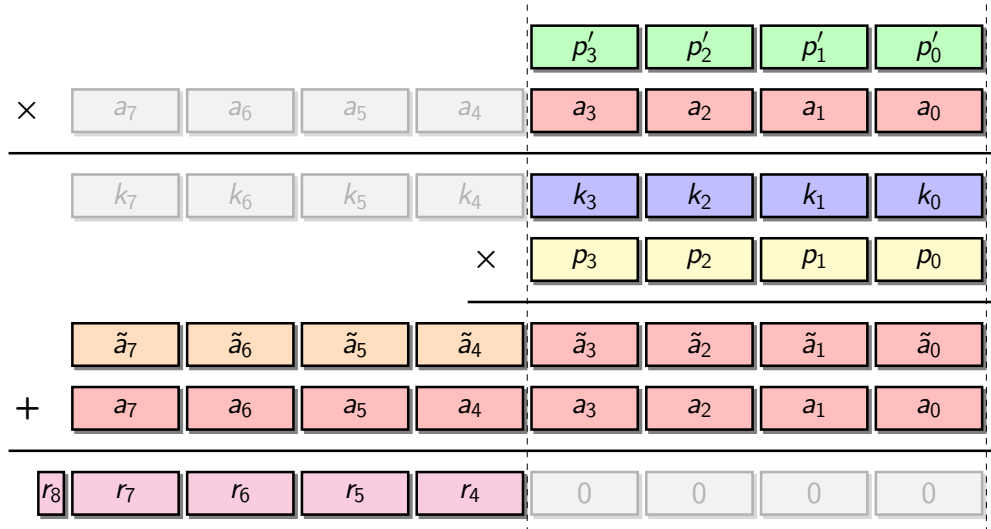 p′₃ p′₂ p′₁ p′₀
× a₇ a₆ a₅ a₄ a₃ a₂ a₁ a₀
k₇ k₆ k₅ k₄ k₃ k₂ k₁ k₀
× p₃ p₂ p₁ p₀
ã₇ ã₆ ã₅ ã₄ ã₃ ã₂ ã₁ ã₀
+ a₇ a₆ a₅ a₄ a₃ a₂ a₁ a₀
r₈ r₇ r₆ r₅ r₄ 0 0 0 0